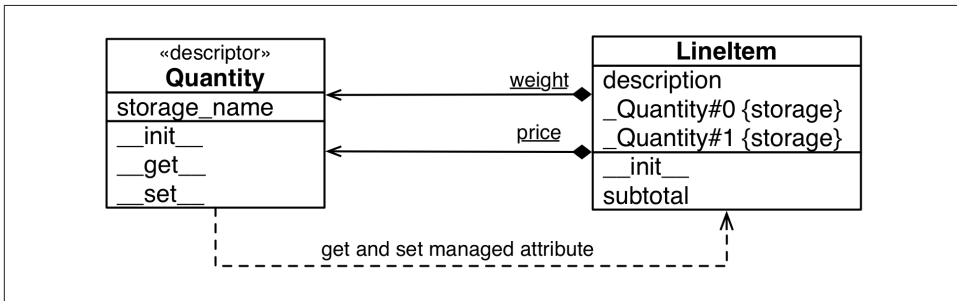 «descriptor»
Quantity
storage_name
__init__
__get__
__set__
weight
price
LineItem
description
_Quantity#0 {storage}
_Quantity#1 {storage}
__init__
subtotal
get and set managed attribute